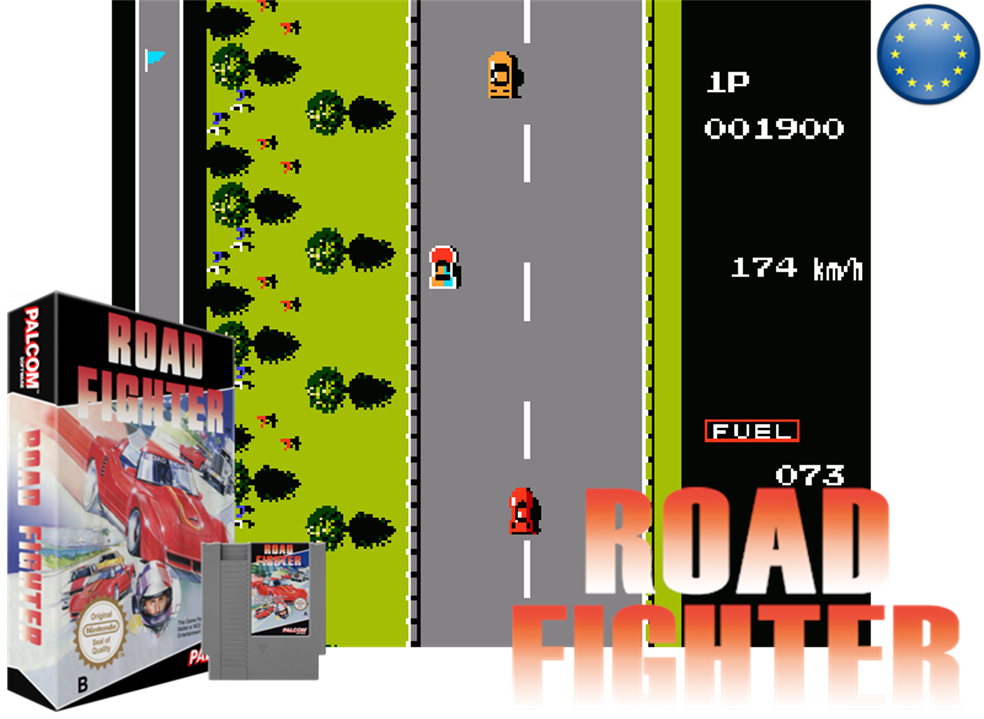 1P
001900
174 km/h
FUEL
073
ROAD
FIGHTER
PALCOM
SOFTWARE
ROAD
FIGHTER
ROAD FIGHTER
Original
Nintendo
Seal of
Quality
B
ROAD
FIGHTER
PALCOM